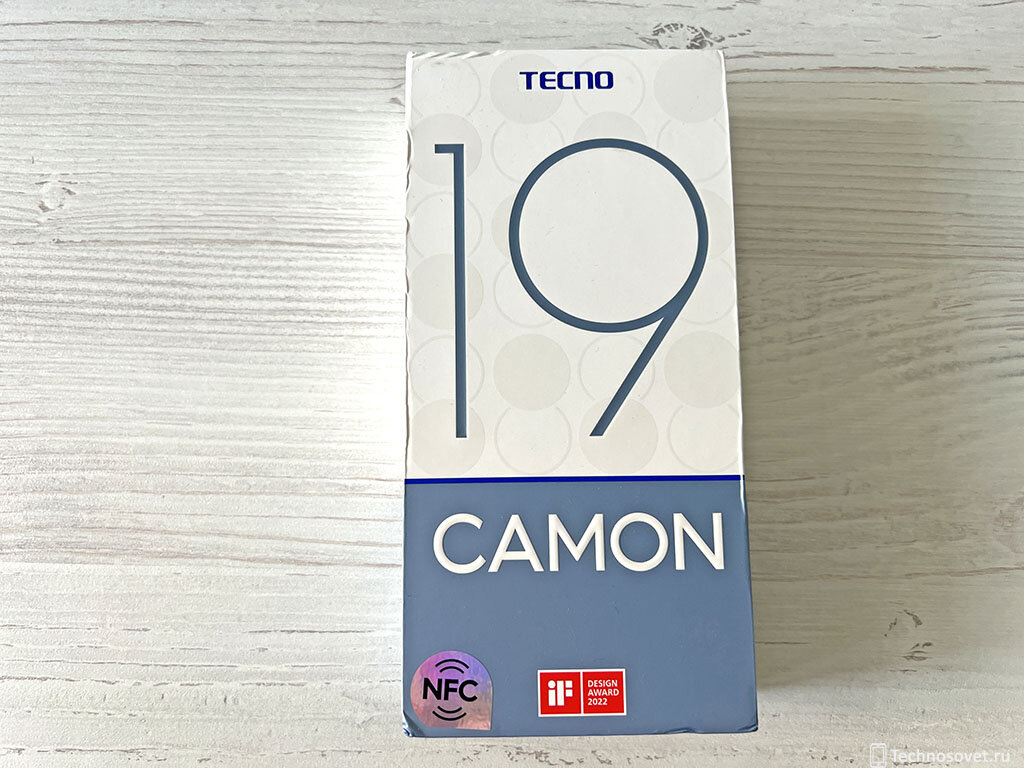 TECNO
19
CAMON
NFC
iF
DESIGN
AWARD
2022
Technosovet.ru